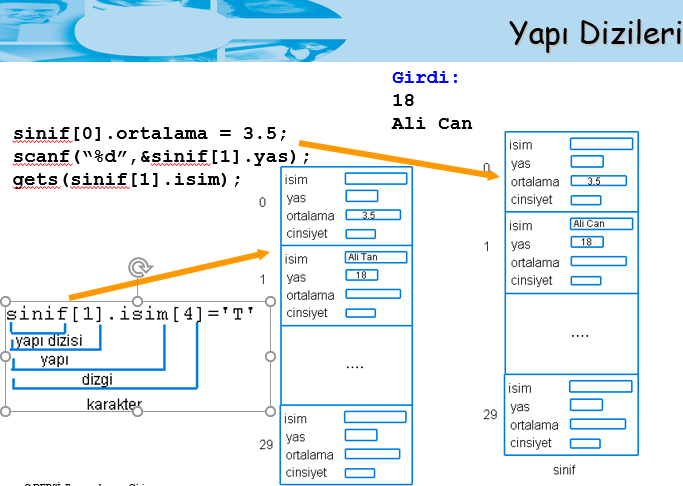 Yapı Dizileri
Girdi:
18
Ali Can
sinif[0].ortalama = 3.5;
scanf(“%d”,&sinif[1].yas);
gets(sinif[1].isim);
0
isim
yas
ortalama 3.5
cinsiyet
1
isim Ali Tan
yas 18
ortalama
cinsiyet
....
29
isim
yas
ortalama
cinsiyet
0
isim
yas
ortalama 3.5
cinsiyet
1
isim Ali Can
yas 18
ortalama
cinsiyet
....
29
isim
yas
ortalama
cinsiyet
sinif
sinif[1].isim[4]='T'
yapı dizisi
yapı
dizgi
karakter